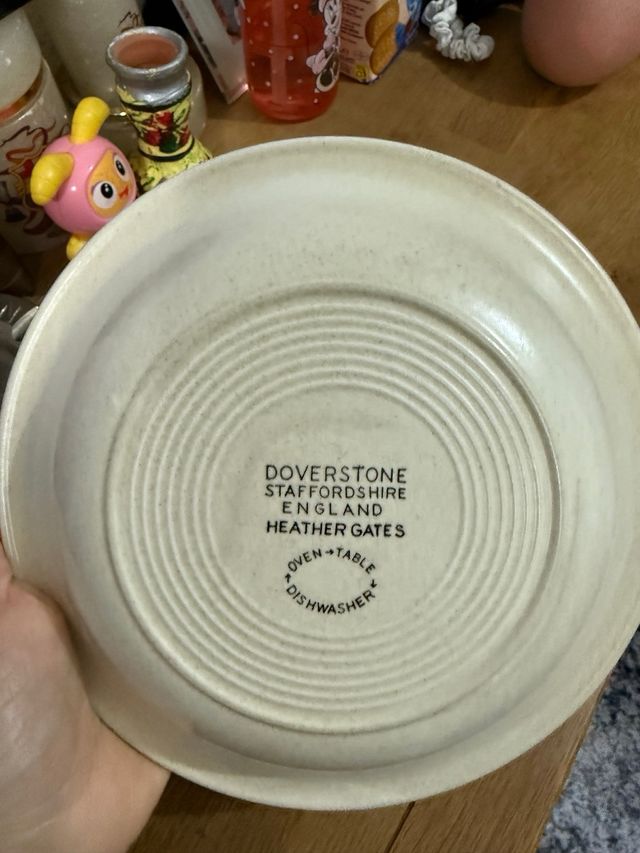 DOVERSTONE
STAFFORDSHIRE
ENGLAND
HEATHER GATES
OVEN→TABLE
DISHWASHER